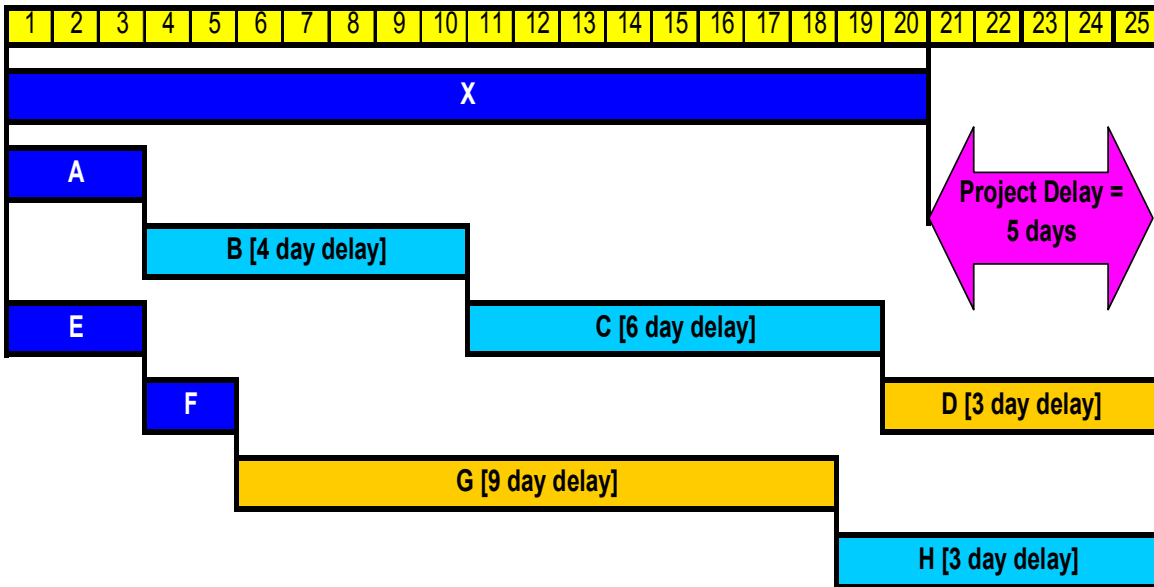 1 2 3 4 5 6 7 8 9 10 11 12 13 14 15 16 17 18 19 20 21 22 23 24 25
X
A
Project Delay =
5 days
B [4 day delay]
E
C [6 day delay]
F
D [3 day delay]
G [9 day delay]
H [3 day delay]